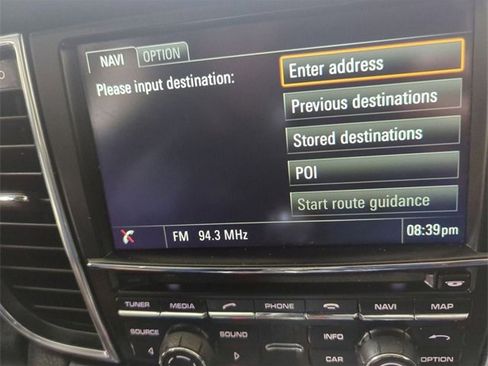 NAVI OPTION
Please input destination:
Enter address
Previous destinations
Stored destinations
POI
Start route guidance
FM 94.3 MHz
08:39pm
TUNER MEDIA PHONE NAVI MAP
SOURCE SOUND INFO
CAR OPTION